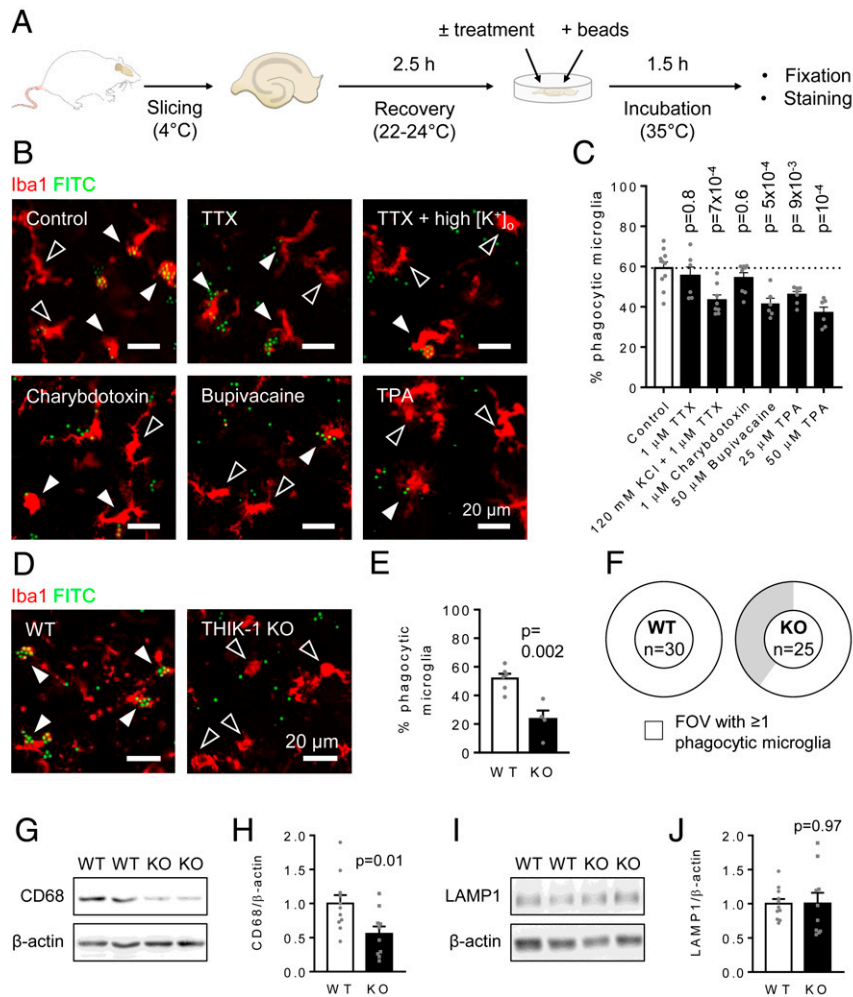 A
± treatment + beads
2.5 h
1.5 h
Slicing
(4°C)
Recovery
(22-24°C)
Incubation
(35°C)
• Fixation
• Staining
B
Iba1 FITC
Control
TTX
TTX + high [K⁺]ₒ
Charybdotoxin
Bupivacaine
TPA
20 µm
C
% phagocytic microglia
100
80
60
40
20
0
p=0.8
p=7x10⁻⁴
p=0.6
p= 5x10⁻⁴
p= 9x10⁻³
p=10⁻⁴
Control
1 µM TTX
120 mM KCl + 1 µM TTX
1 µM Charybdotoxin
50 µM Bupivacaine
25 µM TPA
50 µM TPA
D
Iba1 FITC
WT
THIK-1 KO
20 µm
E
% phagocytic
microglia
100
80
60
40
20
0
p=
0.002
WT KO
F
WT
n=30
KO
n=25
FOV with ≥1
phagocytic microglia
G
WT WT KO KO
CD68
β-actin
H
CD68/β-actin
2.0
1.5
1.0
0.5
0.0
p=0.01
WT KO
I
WT WT KO KO
LAMP1
β-actin
J
LAMP1/β-actin
2.0
1.5
1.0
0.5
0.0
p=0.97
WT KO